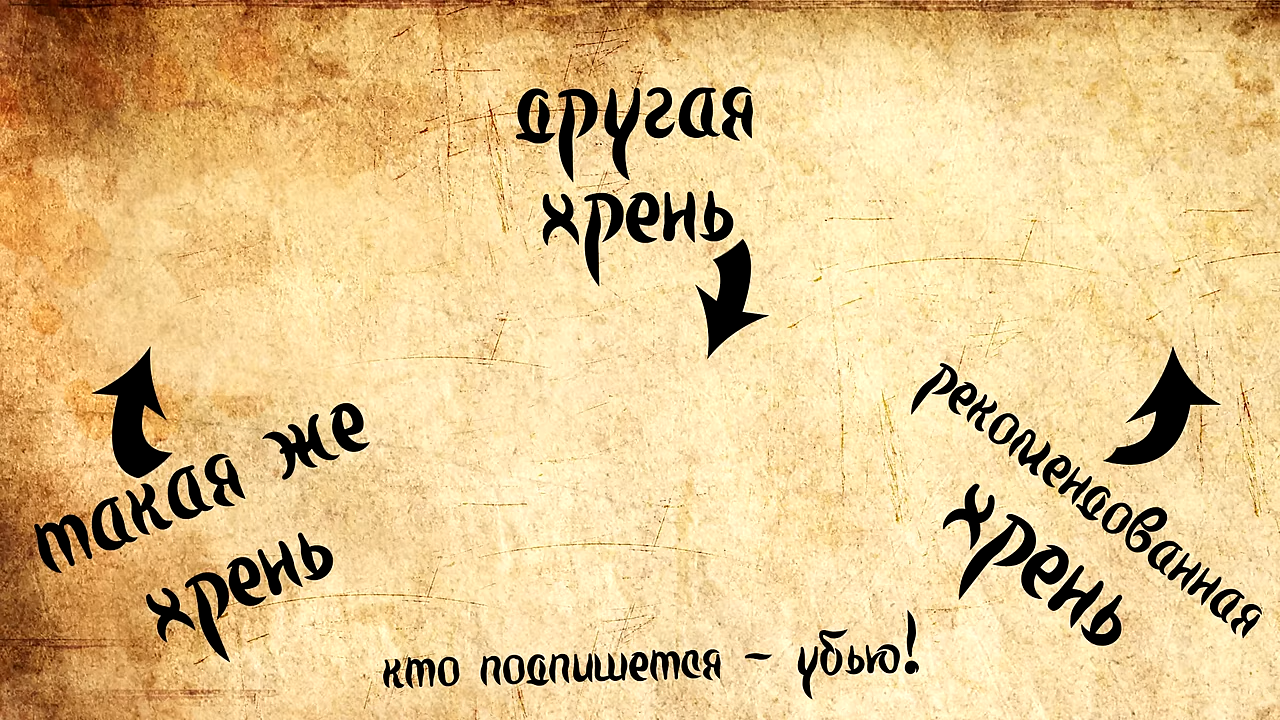 другая
хрень
такая же
хрень
рекомендованная
хрень
кто подпишется - убью!